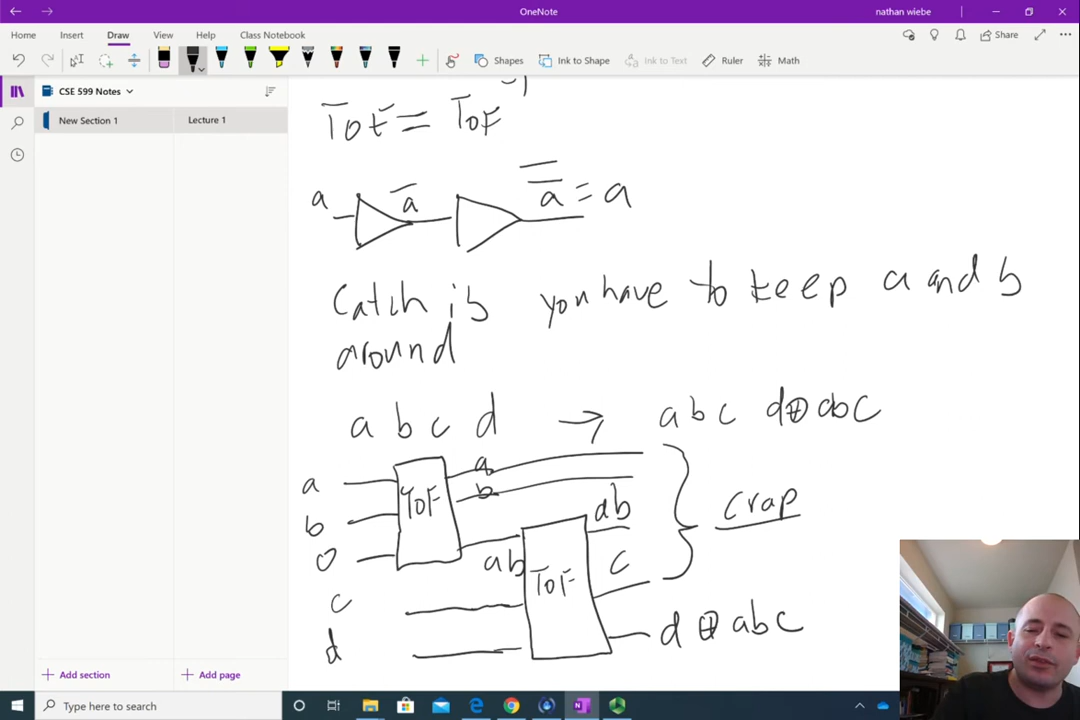 OneNote
nathan wiebe
Home Insert Draw View Help Class Notebook
Share
Shapes Ink to Shape Ink to Text Ruler Math
CSE 599 Notes
New Section 1
Lecture 1
ToF = ToF -1
a a a = a
Catch is you have to keep a and b
around
a b c d → a b c d⊕abc
a a
b ToF b
0 ab ab
c ToF c
d d ⊕ abc
crap
Add section
Add page
Type here to search